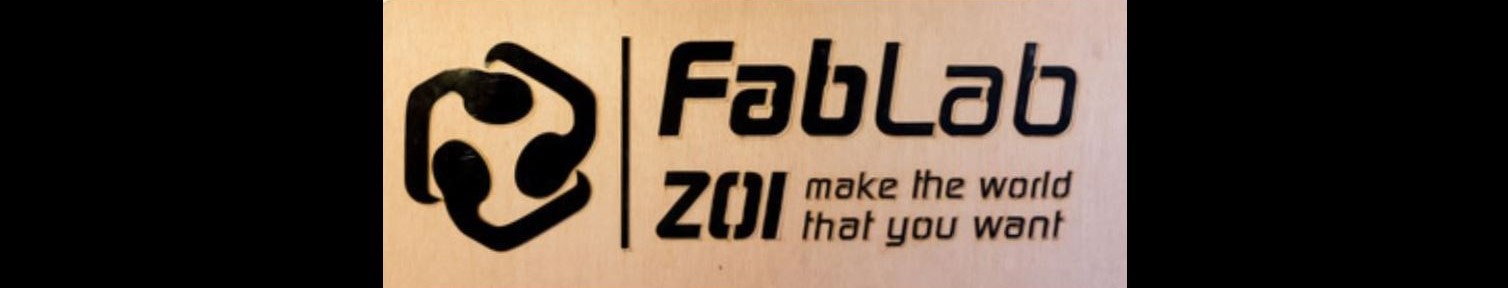 FabLab
ZOI make the world
that you want